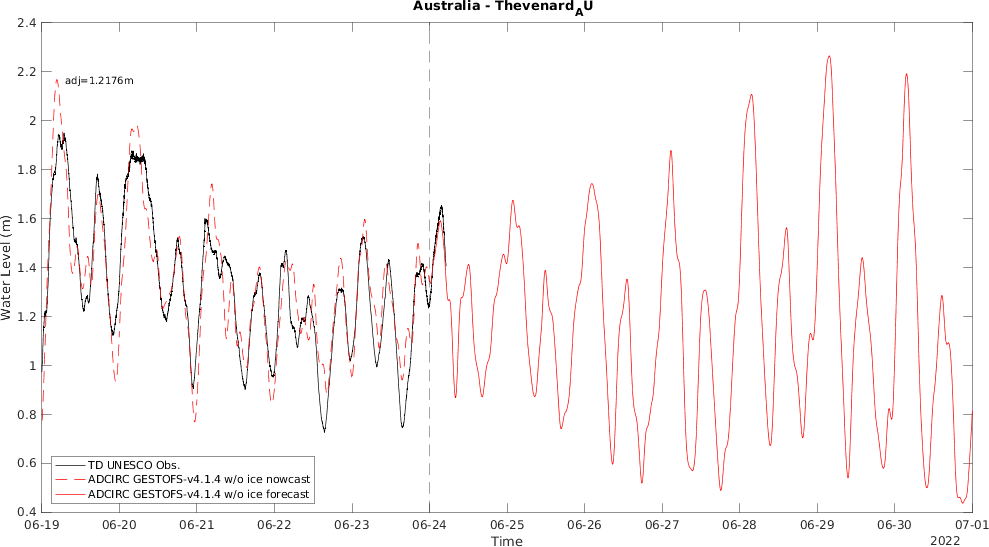 Australia - Thevenard_AU
adj=1.2176m
Water Level (m)
2.4
2.2
2
1.8
1.6
1.4
1.2
1
0.8
0.6
0.4
TD UNESCO Obs.
ADCIRC GESTOFS-v4.1.4 w/o ice nowcast
ADCIRC GESTOFS-v4.1.4 w/o ice forecast
06-19 06-20 06-21 06-22 06-23 06-24 06-25 06-26 06-27 06-28 06-29 06-30 07-01
Time
2022